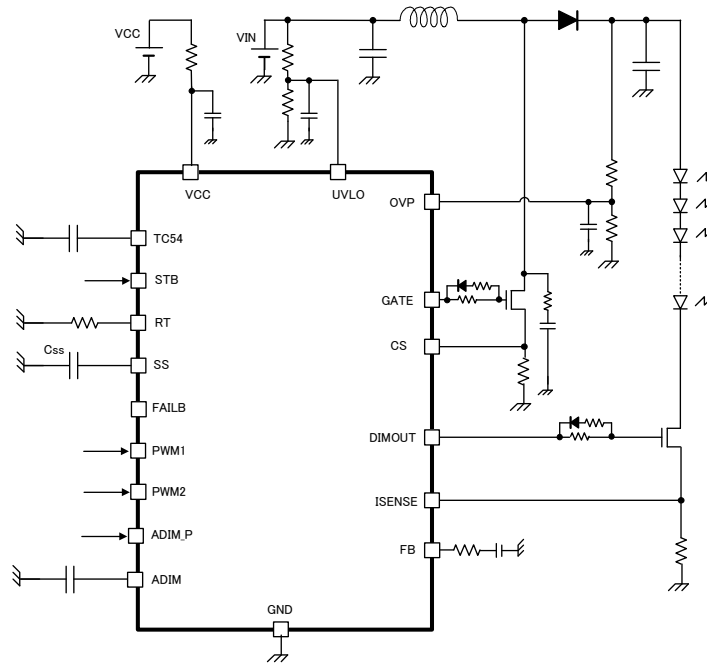 VCC
VIN
VCC
UVLO
OVP
TC54
STB
GATE
RT
CS
Css
SS
FAILB
DIMOUT
PWM1
PWM2
ISENSE
ADIM_P
FB
ADIM
GND